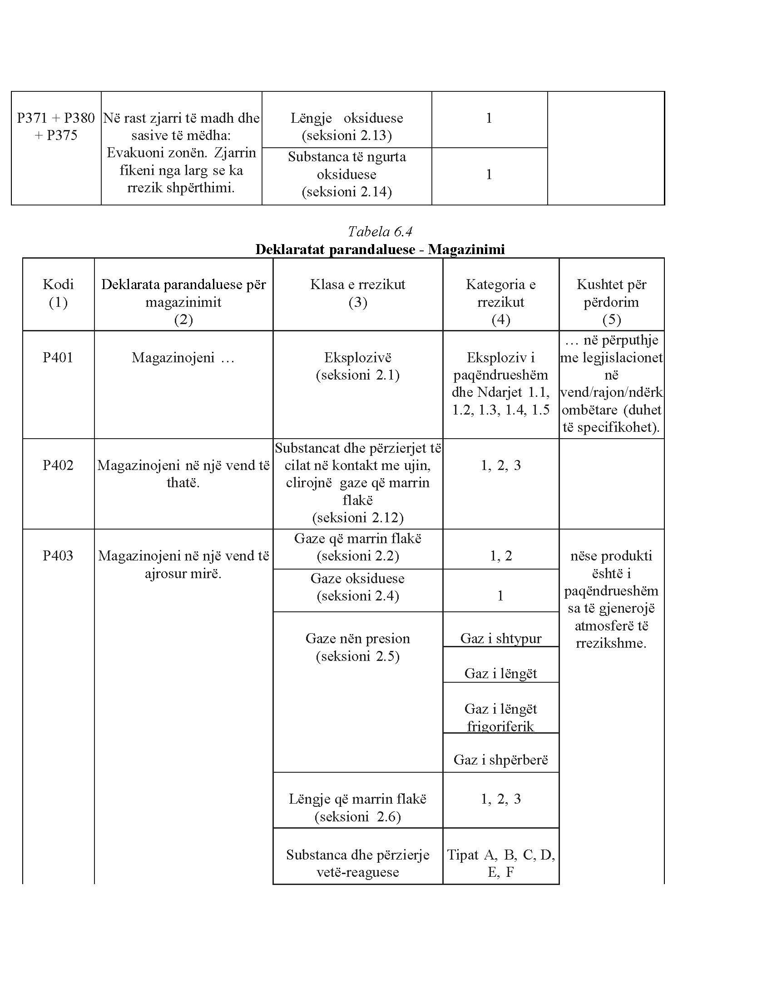 P371 + P380
+ P375
Në rast zjarri të madh dhe
sasive të mëdha:
Evakuoni zonën. Zjarrin
fikeni nga larg se ka
rrezik shpërthimi.
Lëngje oksiduese
(seksioni 2.13)
1
Substanca të ngurta
oksiduese
(seksioni 2.14)
1
Tabela 6.4
Deklaratat parandaluese - Magazinimi
Kodi
(1)
Deklarata parandaluese për
magazinimit
(2)
Klasa e rrezikut
(3)
Kategoria e
rrezikut
(4)
Kushtet për
përdorim
(5)
P401
Magazinojeni …
Eksplozivë
(seksioni 2.1)
Eksploziv i
paqëndrueshëm
dhe Ndarjet 1.1,
1.2, 1.3, 1.4, 1.5
… në përputhje
me legjislacionet
në
vend/rajon/ndërk
ombëtare (duhet
të specifikohet).
P402
Magazinojeni në një vend të
thatë.
Substancat dhe përzierjet të
cilat në kontakt me ujin,
clirojnë gaze që marrin
flakë
(seksioni 2.12)
1, 2, 3
P403
Magazinojeni në një vend të
ajrosur mirë.
Gaze që marrin flakë
(seksioni 2.2)
1, 2
nëse produkti
është i
paqëndrueshëm
sa të gjenerojë
atmosferë të
rrezikshme.
Gaze oksiduese
(seksioni 2.4)
1
Gaze nën presion
(seksioni 2.5)
Gaz i shtypur
Gaz i lëngët
Gaz i lëngët
frigoriferik
Gaz i shpërberë
Lëngje që marrin flakë
(seksioni 2.6)
1, 2, 3
Substanca dhe përzierje
vetë-reaguese
Tipat A, B, C, D,
E, F